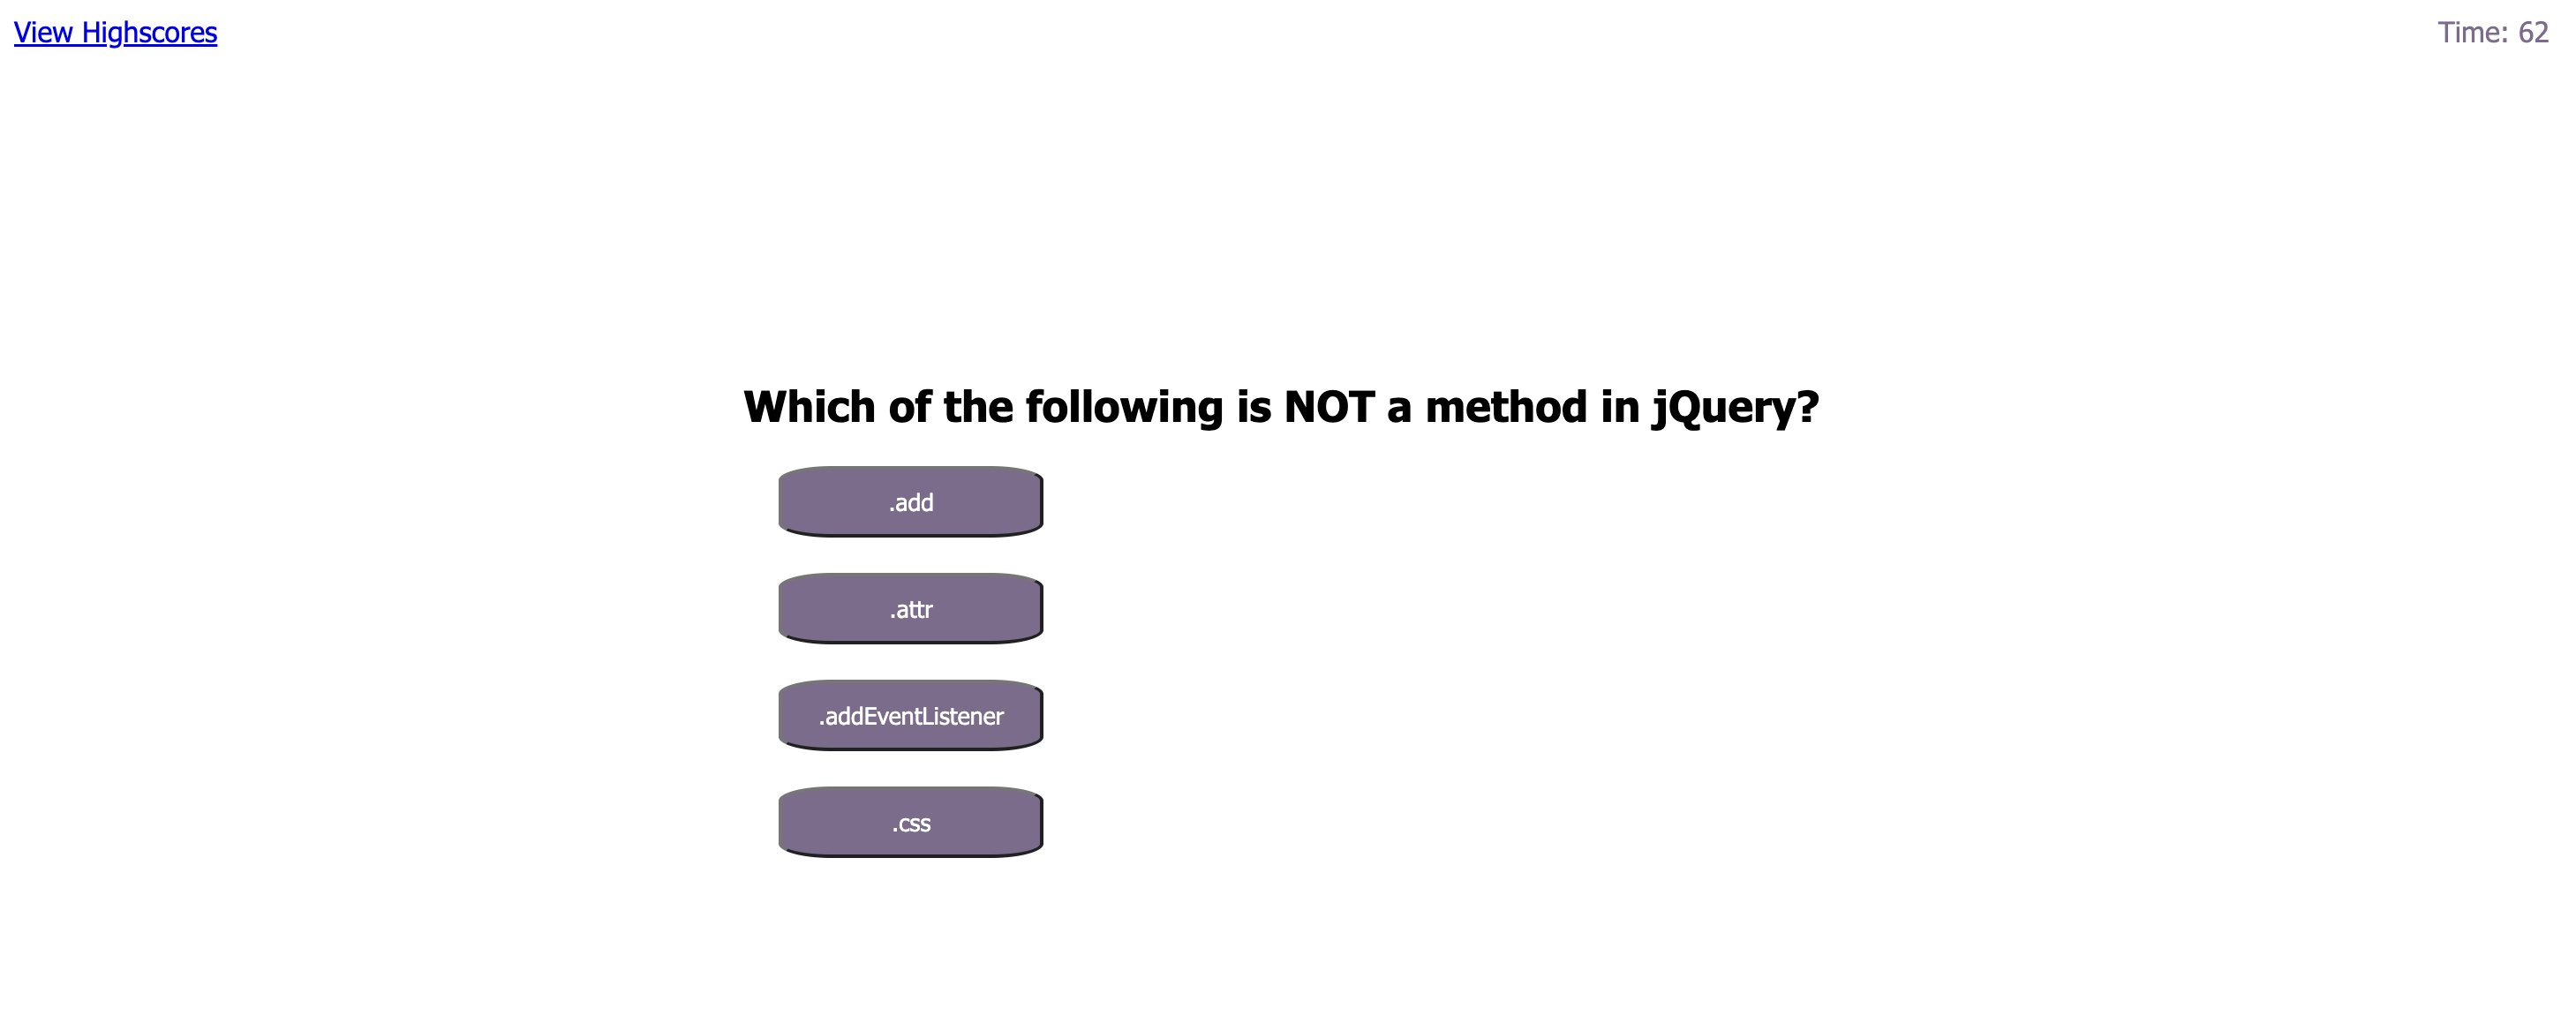 View Highscores
Time: 62
Which of the following is NOT a method in jQuery?
.add
.attr
.addEventListener
.css